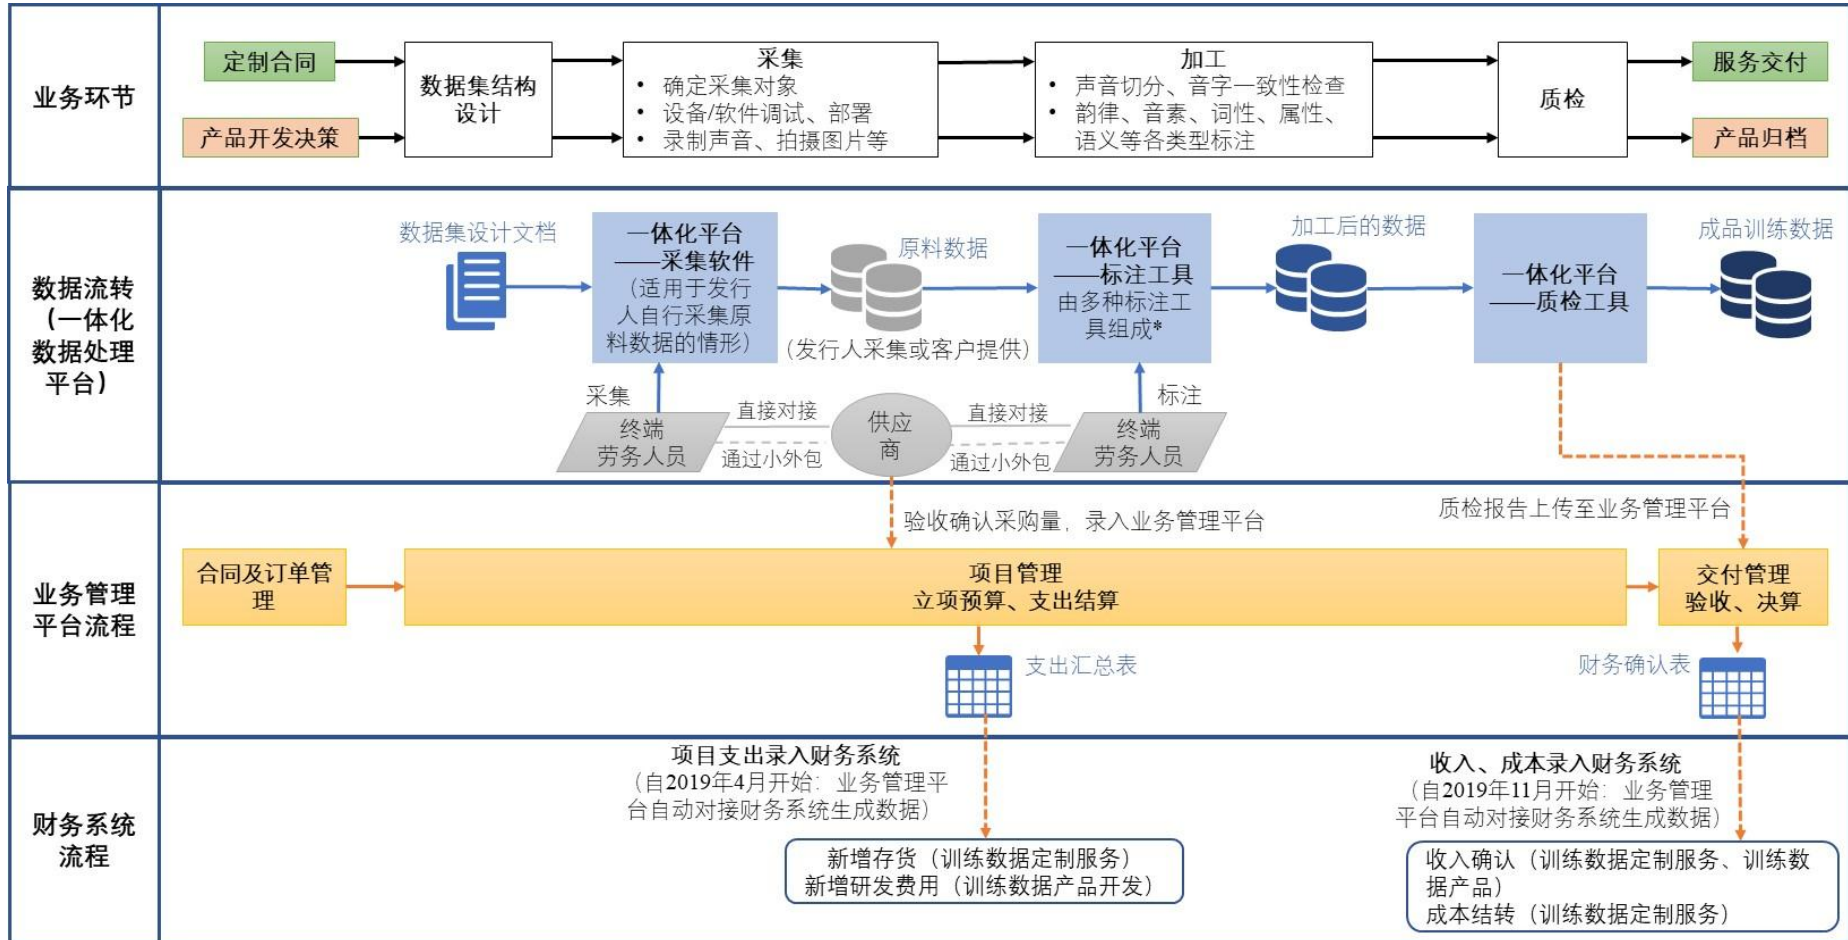 业务环节
定制合同
产品开发决策
数据集结构
设计
采集
• 确定采集对象
• 设备/软件调试、部署
• 录制声音、拍摄图片等
加工
• 声音切分、音字一致性检查
• 韵律、音素、词性、属性、
语义等各类型标注
质检
服务交付
产品归档
数据流转
（一体化
数据处理
平台）
数据集设计文档
一体化平台
——采集软件
（适用于发行
人自行采集原
料数据的情形）
原料数据
（发行人采集或客户提供）
一体化平台
——标注工具
由多种标注工
具组成*
加工后的数据
一体化平台
——质检工具
成品训练数据
采集
终端
劳务人员
直接对接
通过小外包
供应
商
直接对接
通过小外包
标注
终端
劳务人员
业务管理
平台流程
验收确认采购量，录入业务管理平台
质检报告上传至业务管理平台
合同及订单管
理
项目管理
立项预算、支出结算
交付管理
验收、决算
支出汇总表
财务确认表
财务系统
流程
项目支出录入财务系统
（自2019年4月开始：业务管理平
台自动对接财务系统生成数据）
新增存货（训练数据定制服务）
新增研发费用（训练数据产品开发）
收入、成本录入财务系统
（自2019年11月开始：业务管理
平台自动对接财务系统生成数据）
收入确认（训练数据定制服务、训练数
据产品）
成本结转（训练数据定制服务）